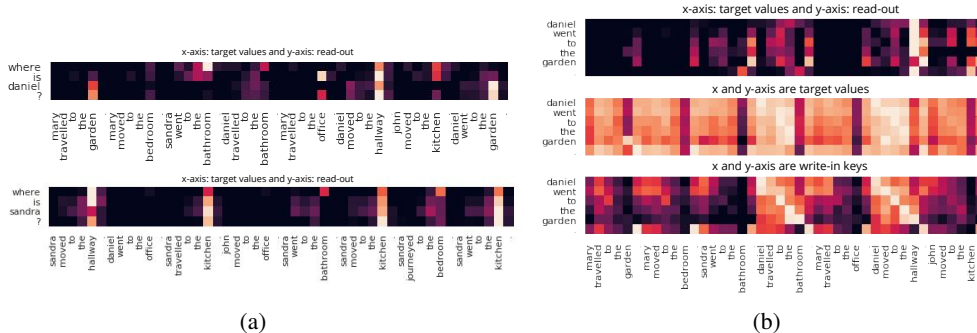 x-axis: target values and y-axis: read-out
where
is
daniel
?
mary travelled to the garden . mary moved to the bedroom . sandra went to the bathroom . daniel travelled to the bathroom . mary travelled to the office . daniel moved to the hallway . john moved to the kitchen . daniel went to the garden .
x-axis: target values and y-axis: read-out
where
is
sandra
?
sandra moved to the hallway . daniel went to the office . sandra travelled to the kitchen . john journeyed to the office . sandra went to the bathroom . sandra moved to the kitchen . sandra journeyed to the bedroom . sandra went to the kitchen .
(a)
x-axis: target values and y-axis: read-out
daniel
went
to
the
garden
.
x and y-axis are target values
daniel
went
to
the
garden
.
x and y-axis are write-in keys
daniel
went
to
the
garden
.
mary travelled to the garden . mary moved to the bedroom . sandra went to the bathroom . daniel travelled to the bathroom . mary travelled to the office . daniel moved to the hallway . john moved to the kitchen .
(b)